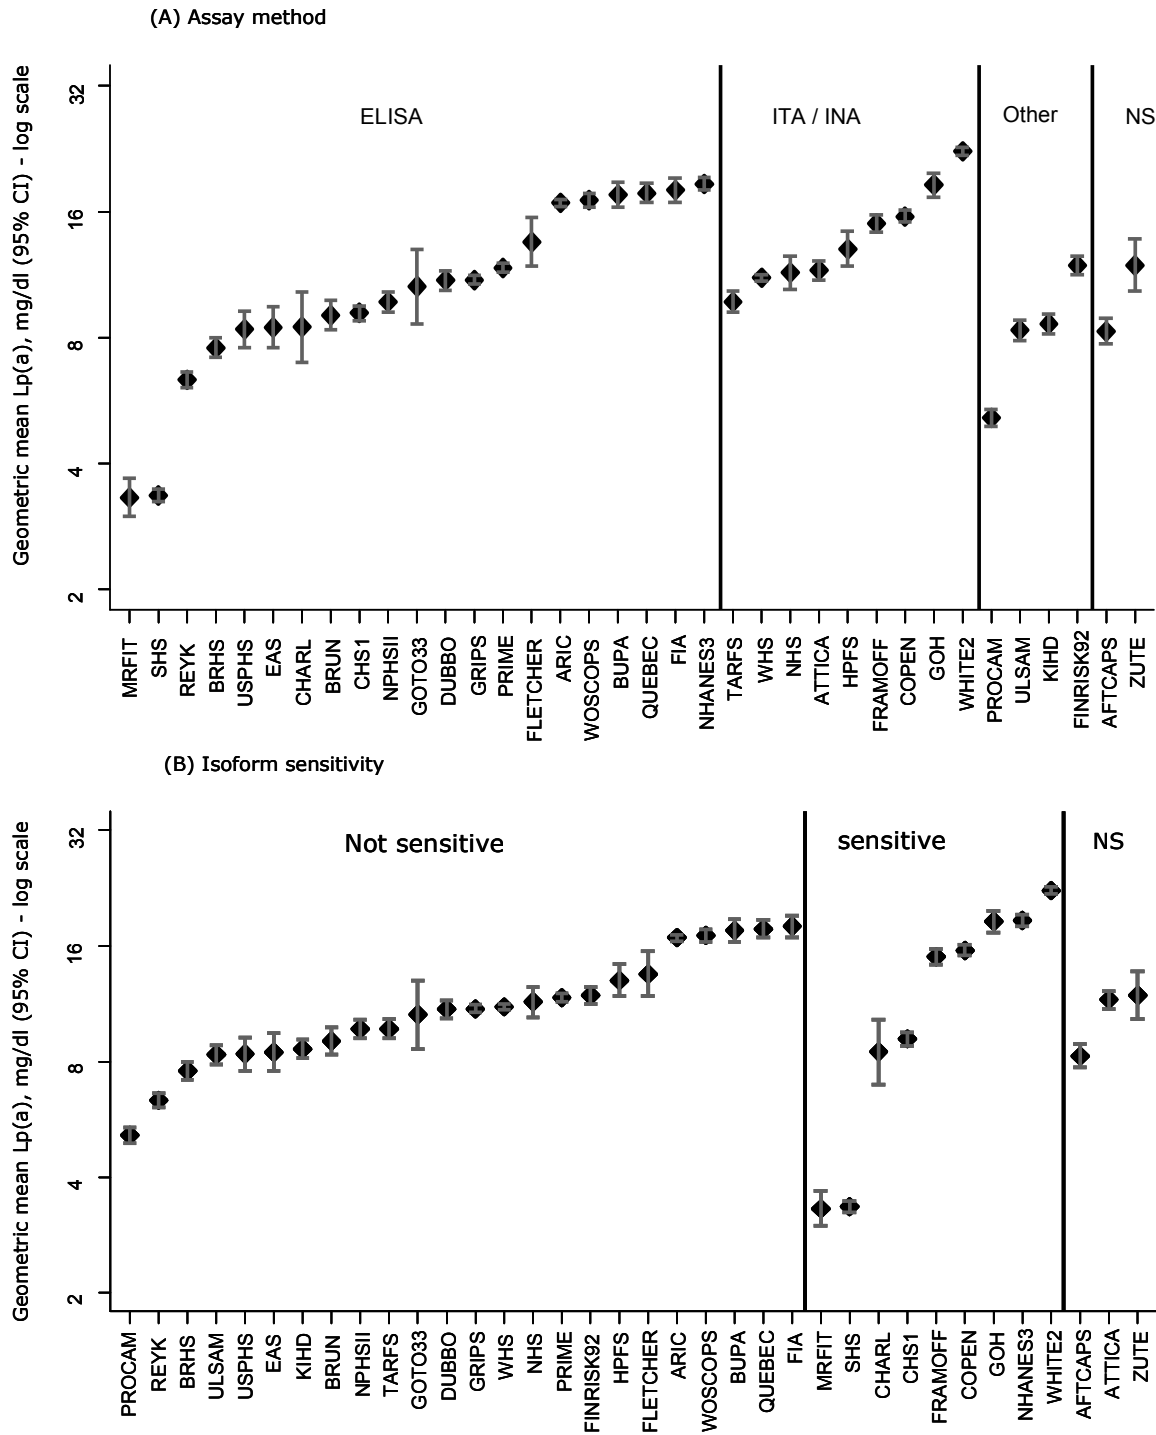 (A) Assay method
Geometric mean Lp(a), mg/dl (95% CI) - log scale
32
16
8
4
2
ELISA
ITA / INA
Other
NS
MRFIT
SHS
REYK
BRHS
USPHS
EAS
CHARL
BRUN
CHS1
NPHSII
GOTO33
DUBBO
GRIPS
PRIME
FLETCHER
ARIC
WOSCOPS
BUPA
QUEBEC
FIA
NHANES3
TARFS
WHS
NHS
ATTICA
HPFS
FRAMOFF
COPEN
GOH
WHITE2
PROCAM
ULSAM
KIHD
FINRISK92
AFTCAPS
ZUTE
(B) Isoform sensitivity
Geometric mean Lp(a), mg/dl (95% CI) - log scale
32
16
8
4
2
Not sensitive
sensitive
NS
PROCAM
REYK
BRHS
ULSAM
USPHS
EAS
KIHD
BRUN
NPHSII
TARFS
GOTO33
DUBBO
GRIPS
WHS
NHS
PRIME
FINRISK92
HPFS
FLETCHER
ARIC
WOSCOPS
BUPA
QUEBEC
FIA
MRFIT
SHS
CHARL
CHS1
FRAMOFF
COPEN
GOH
NHANES3
WHITE2
AFTCAPS
ATTICA
ZUTE